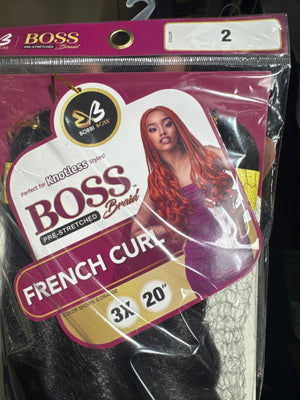 BOSS Braid
PRE-STRETCHED
COLOR
2
BOBBI BOSS
Perfect for Knotless styles!
BOSS
PRE-STRETCHED Braid™
FRENCH CURL
3X 20"